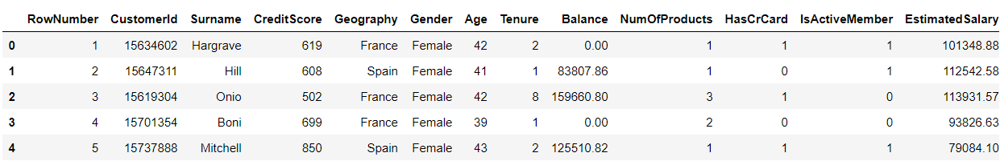 RowNumber CustomerId Surname CreditScore Geography Gender Age Tenure Balance NumOfProducts HasCrCard IsActiveMember EstimatedSalary
0 1 15634602 Hargrave 619 France Female 42 2 0.00 1 1 1 101348.88
1 2 15647311 Hill 608 Spain Female 41 1 83807.86 1 0 1 112542.58
2 3 15619304 Onio 502 France Female 42 8 159660.80 3 1 0 113931.57
3 4 15701354 Boni 699 France Female 39 1 0.00 2 0 0 93826.63
4 5 15737888 Mitchell 850 Spain Female 43 2 125510.82 1 1 1 79084.10